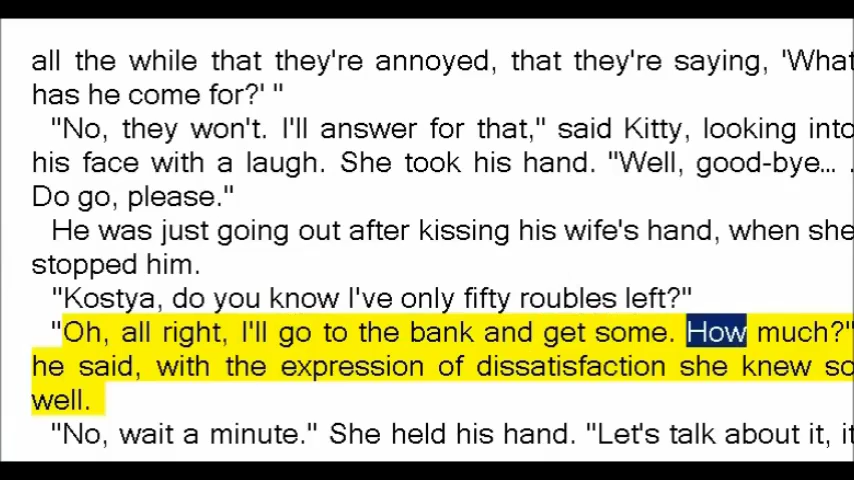 all the while that they're annoyed, that they're saying, 'What
has he come for?' "
"No, they won't. I'll answer for that," said Kitty, looking into
his face with a laugh. She took his hand. "Well, good-bye... .
Do go, please."
He was just going out after kissing his wife's hand, when she
stopped him.
"Kostya, do you know I've only fifty roubles left?"
"Oh, all right, I'll go to the bank and get some. How much?"
he said, with the expression of dissatisfaction she knew so
well.
"No, wait a minute." She held his hand. "Let's talk about it, it